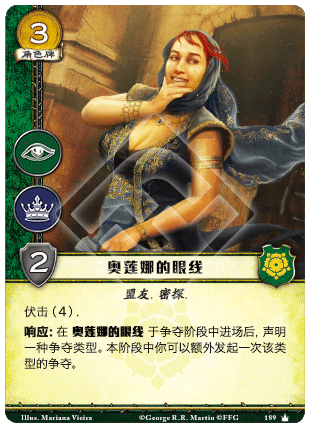 3
角色牌
2
奥莲娜的眼线
盟友. 密探.
伏击（4）.
响应: 在 奥莲娜的眼线 于争夺阶段中进场后, 声明
一种争夺类型。本阶段中你可以额外发起一次该类
型的争夺。
Illus. Mariana Vieira ©George R.R. Martin ©FFG 189